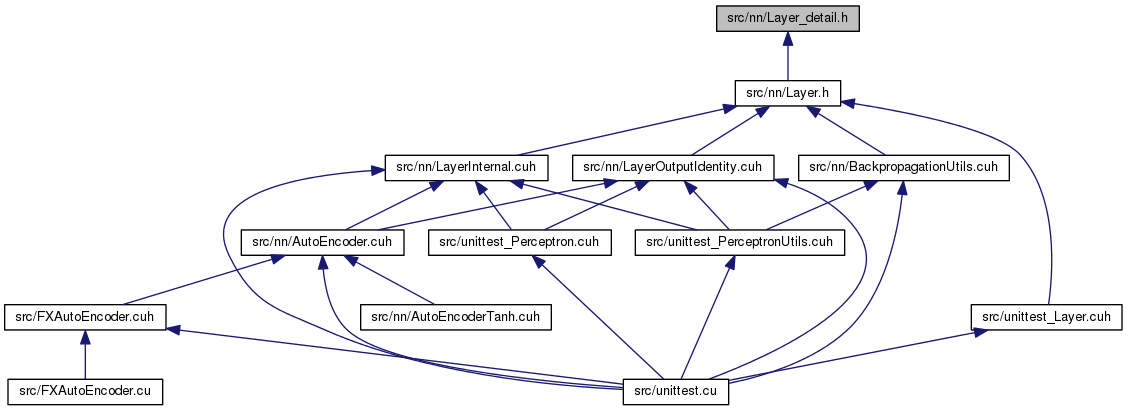 src/nn/Layer_detail.h
src/nn/Layer.h
src/nn/LayerInternal.cuh
src/nn/LayerOutputIdentity.cuh
src/nn/BackpropagationUtils.cuh
src/nn/AutoEncoder.cuh
src/unittest_Perceptron.cuh
src/unittest_PerceptronUtils.cuh
src/FXAutoEncoder.cuh
src/nn/AutoEncoderTanh.cuh
src/unittest_Layer.cuh
src/FXAutoEncoder.cu
src/unittest.cu